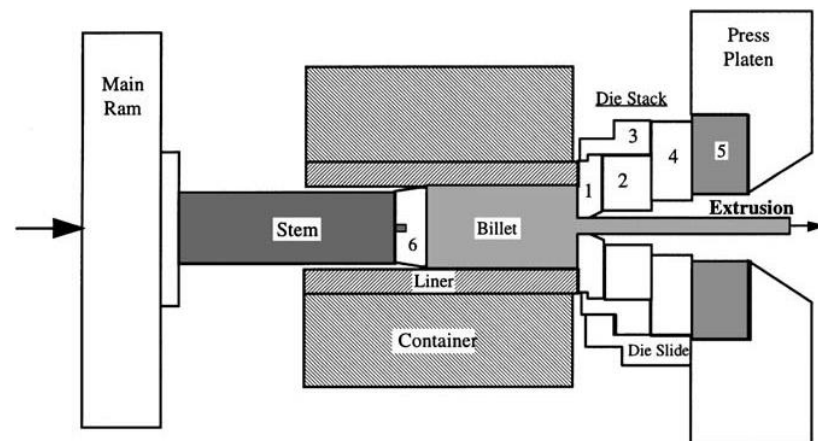 Press
Platen
Main
Ram
Die Stack
3
4
5
1
2
Extrusion
Stem
6
Billet
Liner
Container
Die Slide